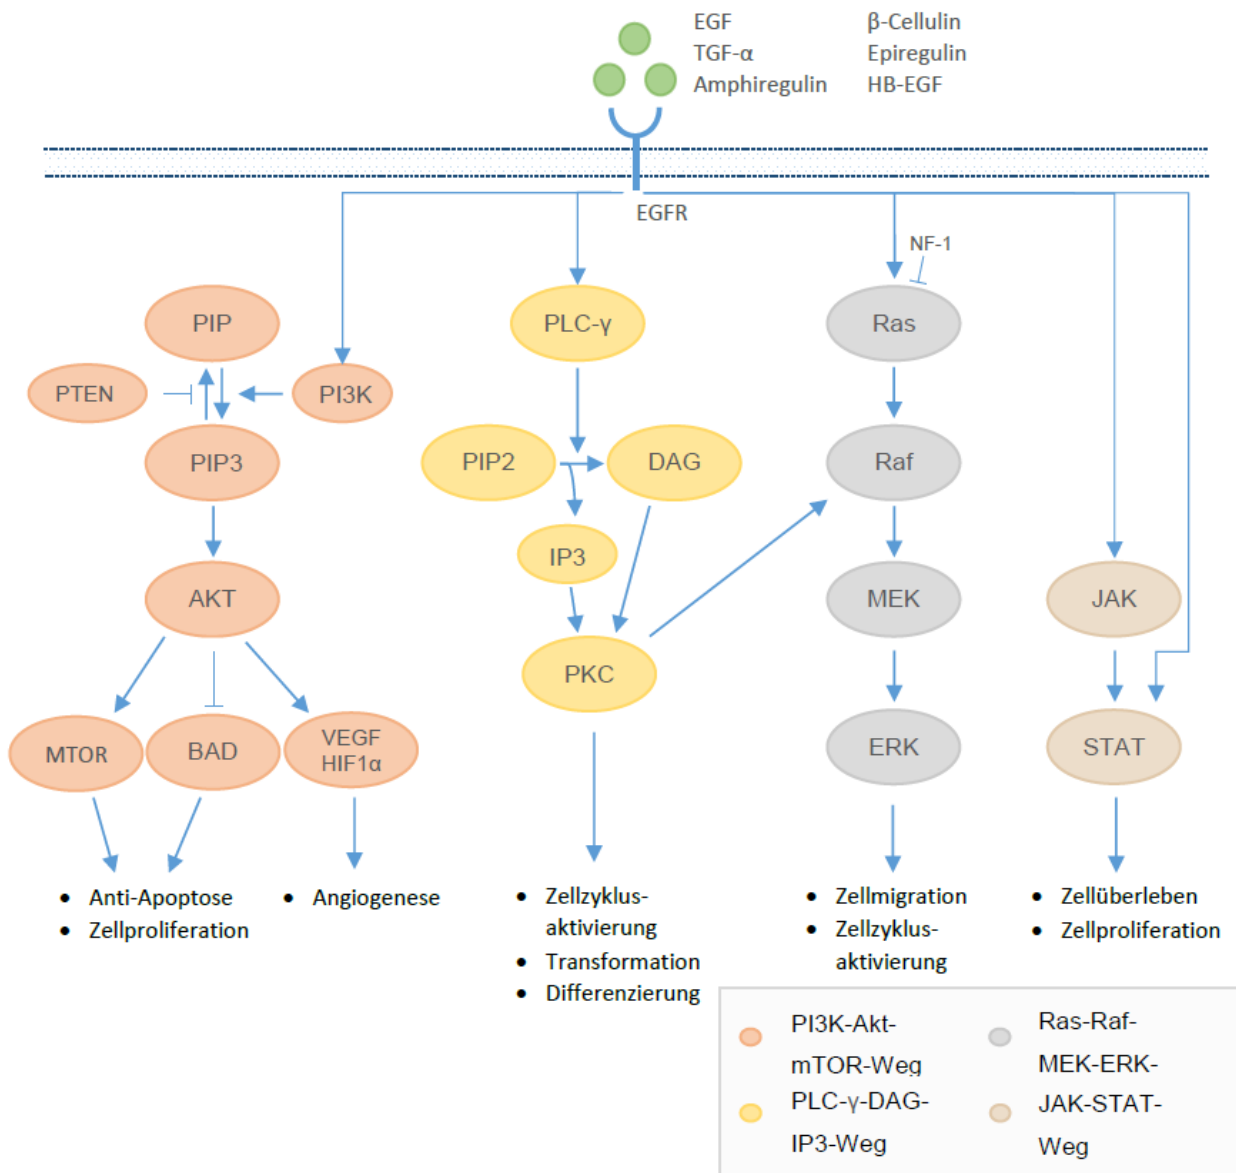 EGF
TGF-α
Amphiregulin
β-Cellulin
Epiregulin
HB-EGF
EGFR
NF-1
PIP
PTEN
PI3K
PIP3
AKT
MTOR
BAD
VEGF
HIF1α
PLC-γ
PIP2
DAG
IP3
PKC
Ras
Raf
MEK
ERK
JAK
STAT
• Anti-Apoptose
• Zellproliferation
• Angiogenese
• Zellzyklus-
aktivierung
• Transformation
• Differenzierung
• Zellmigration
• Zellzyklus-
aktivierung
• Zellüberleben
• Zellproliferation
PI3K-Akt-
mTOR-Weg
PLC-γ-DAG-
IP3-Weg
Ras-Raf-
MEK-ERK-
JAK-STAT-
Weg